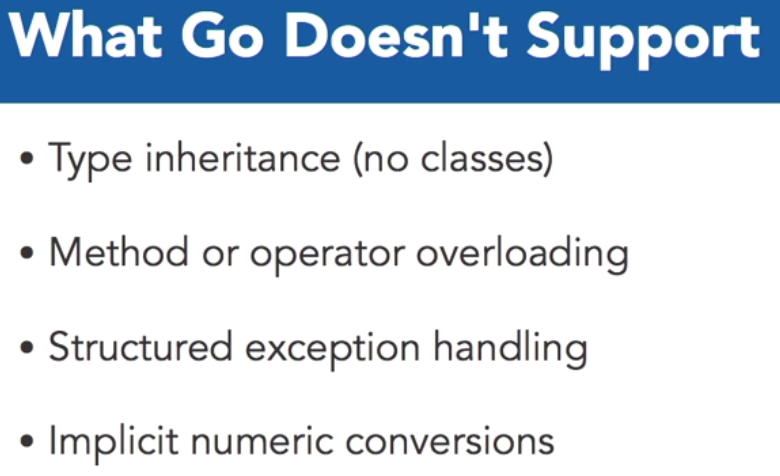 What Go Doesn't Support
• Type inheritance (no classes)
• Method or operator overloading
• Structured exception handling
• Implicit numeric conversions